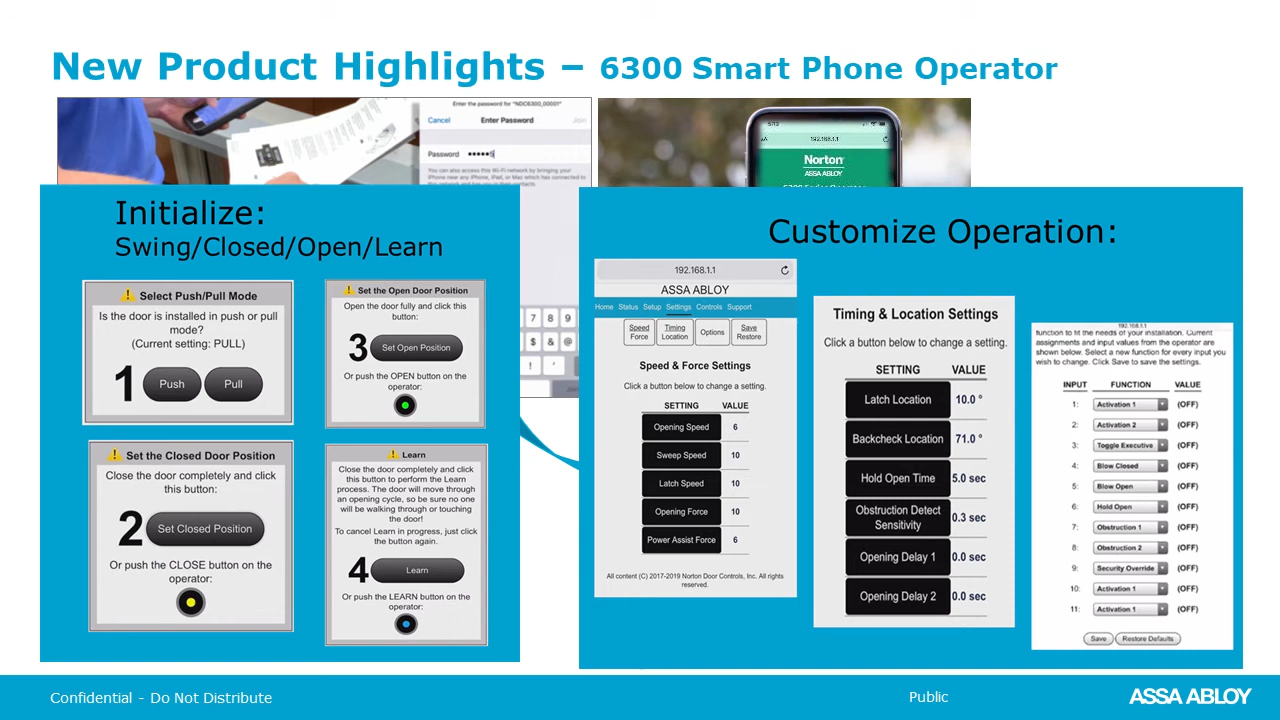 New Product Highlights – 6300 Smart Phone Operator
Enter the password for "NDC6300_00001"
Cancel
Enter Password
Join
Password
You can also access this Wi-Fi network by bringing your
iPhone near any iPhone, iPad, or Mac which has connected to
7 8 9
$ & @
! '
Join
192.168.1.1
Norton
ASSA ABLOY
Initialize:
Swing/Closed/Open/Learn
Select Push/Pull Mode
Is the door is installed in push or pull
mode?
(Current setting: PULL)
1 Push Pull
Set the Closed Door Position
Close the door completely and click
this button:
2 Set Closed Position
Or push the CLOSE button on the
operator:
Set the Open Door Position
Open the door fully and click this
button:
3 Set Open Position
Or push the OPEN button on the
operator:
Learn
Close the door completely and click
this button to perform the Learn
process. The door will move through
an opening cycle, so be sure no one
will be walking through or touching
the door!
To cancel Learn in progress, just click
the button again.
4 Learn
Or push the LEARN button on the
operator:
Customize Operation:
192.168.1.1
ASSA ABLOY
Home Status Setup Settings Controls Support
Speed
Force
Timing
Location
Options
Save
Restore
Speed & Force Settings
Click a button below to change a setting.
SETTING VALUE
Opening Speed 6
Sweep Speed 10
Latch Speed 10
Opening Force 10
Power Assist Force 6
All content (C) 2017-2019 Norton Door Controls, Inc. All rights
reserved.
Timing & Location Settings
Click a button below to change a setting.
SETTING VALUE
Latch Location 10.0 °
Backcheck Location 71.0 °
Hold Open Time 5.0 sec
Obstruction Detect
Sensitivity 0.3 sec
Opening Delay 1 0.0 sec
Opening Delay 2 0.0 sec
192.168.1.1
function to fit the needs of your installation. Current
assignments and input values from the operator are
shown below. Select a new function for every input you
wish to change. Click Save to save the settings.
INPUT FUNCTION VALUE
1: Activation 1 (OFF)
2: Activation 2 (OFF)
3: Toggle Executive (OFF)
4: Blow Closed (OFF)
5: Blow Open (OFF)
6: Hold Open (OFF)
7: Obstruction 1 (OFF)
8: Obstruction 2 (OFF)
9: Security Override (OFF)
10: Activation 1 (OFF)
11: Activation 1 (OFF)
Save Restore Defaults
Confidential - Do Not Distribute
Public
ASSA ABLOY